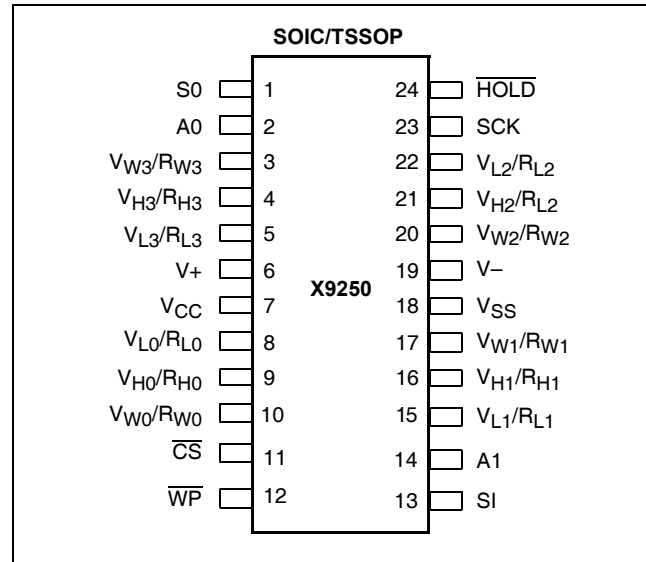 SOIC/TSSOP
S0 1 24 HOLD
A0 2 23 SCK
VW3/RW3 3 22 VL2/RL2
VH3/RH3 4 21 VH2/RL2
VL3/RL3 5 20 VW2/RW2
V+ 6 19 V–
X9250
VCC 7 18 VSS
VL0/RL0 8 17 VW1/RW1
VH0/RH0 9 16 VH1/RH1
VW0/RW0 10 15 VL1/RL1
CS 11 14 A1
WP 12 13 SI